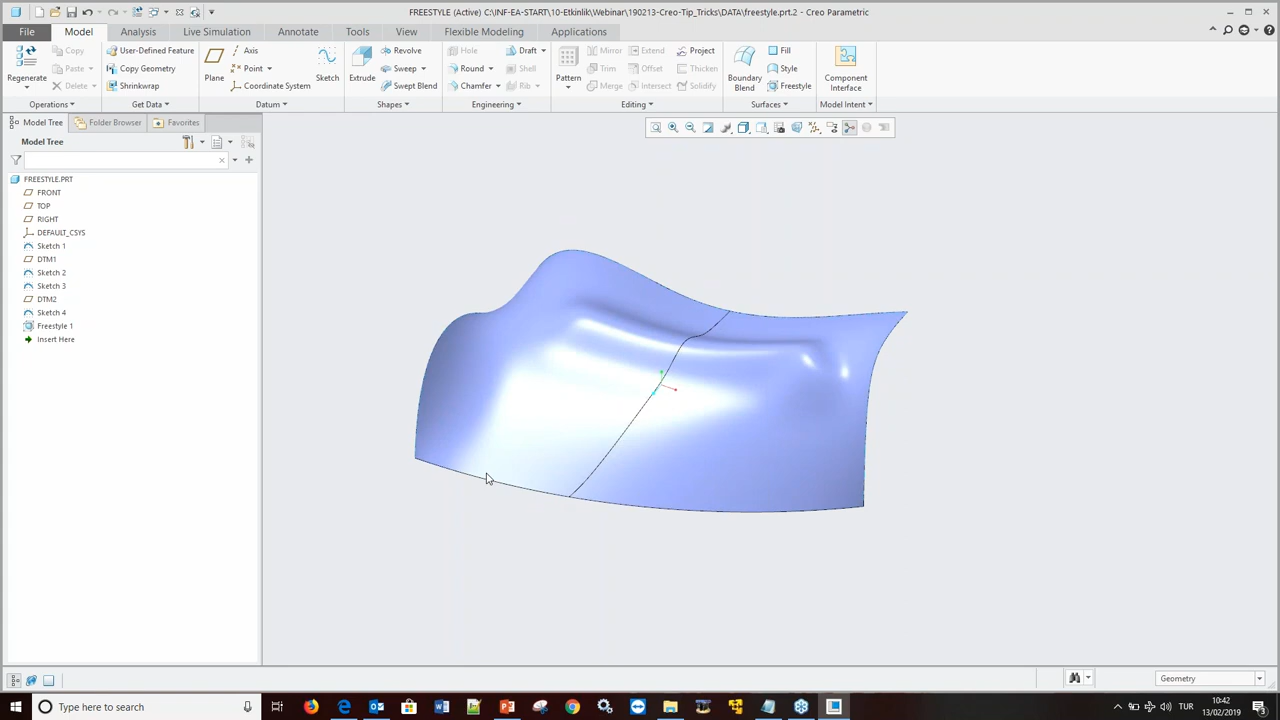 FREESTYLE (Active) C:\INF-EA-START\10-Etkinlik\Webinar\190213-Creo-Tip_Tricks\DATA\freestyle.prt.2 - Creo Parametric
File Model Analysis Live Simulation Annotate Tools View Flexible Modeling Applications
Regenerate
Copy
Paste
Delete
Operations
User-Defined Feature
Copy Geometry
Shrinkwrap
Get Data
Plane
Axis
Point
Coordinate System
Sketch
Datum
Extrude
Revolve
Sweep
Swept Blend
Shapes
Hole
Round
Chamfer
Draft
Shell
Rib
Engineering
Pattern
Mirror
Trim
Merge
Extend
Offset
Intersect
Project
Thicken
Solidify
Editing
Boundary
Blend
Fill
Style
Freestyle
Surfaces
Component
Interface
Model Intent
Model Tree Folder Browser Favorites
Model Tree
FREESTYLE.PRT
FRONT
TOP
RIGHT
DEFAULT_CSYS
Sketch 1
DTM1
Sketch 2
Sketch 3
DTM2
Sketch 4
Freestyle 1
Insert Here
Geometry
Type here to search
TUR
10:42
13/02/2019